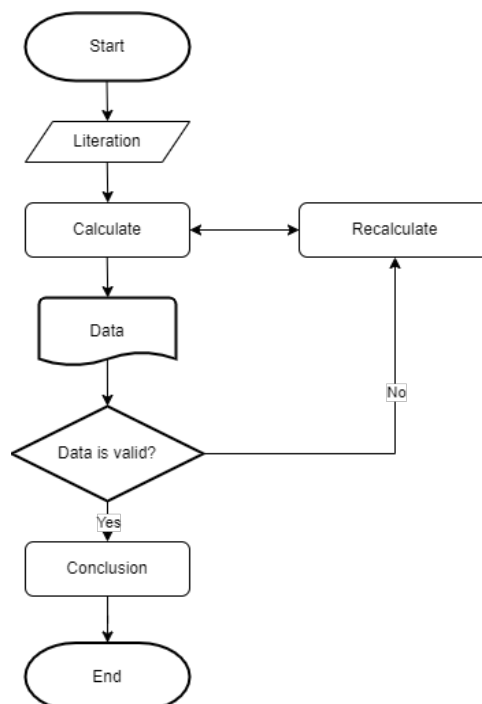 Start
Literation
Calculate
Recalculate
Data
No
Data is valid?
Yes
Conclusion
End